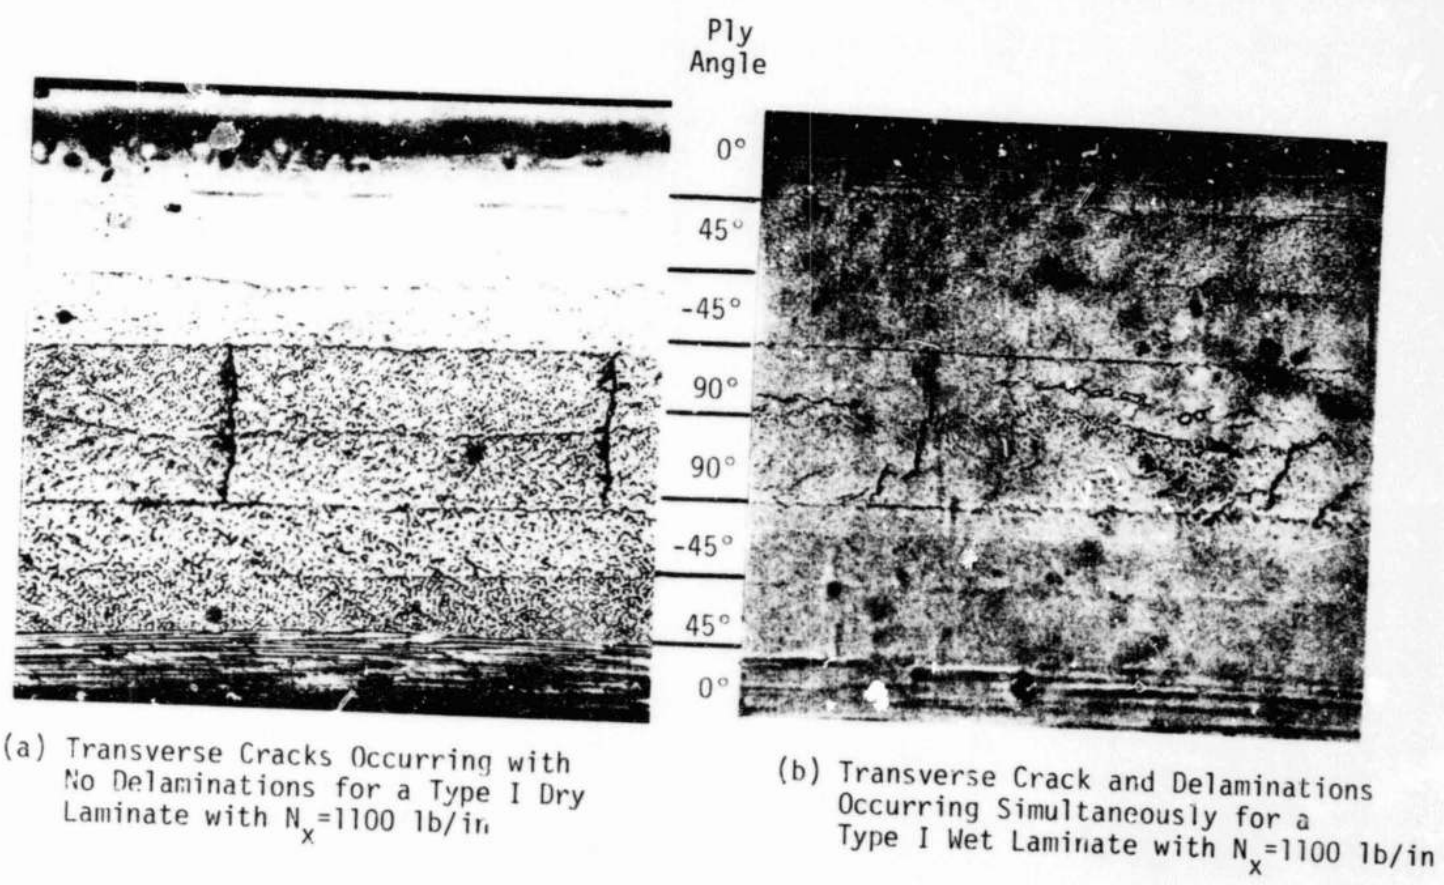 Ply
Angle
0°
45°
-45°
90°
90°
-45°
45°
0°
(a) Transverse Cracks Occurring with
No Delaminations for a Type I Dry
Laminate with Nx=1100 lb/in
(b) Transverse Crack and Delaminations
Occurring Simultaneously for a
Type I Wet Laminate with Nx=1100 lb/in